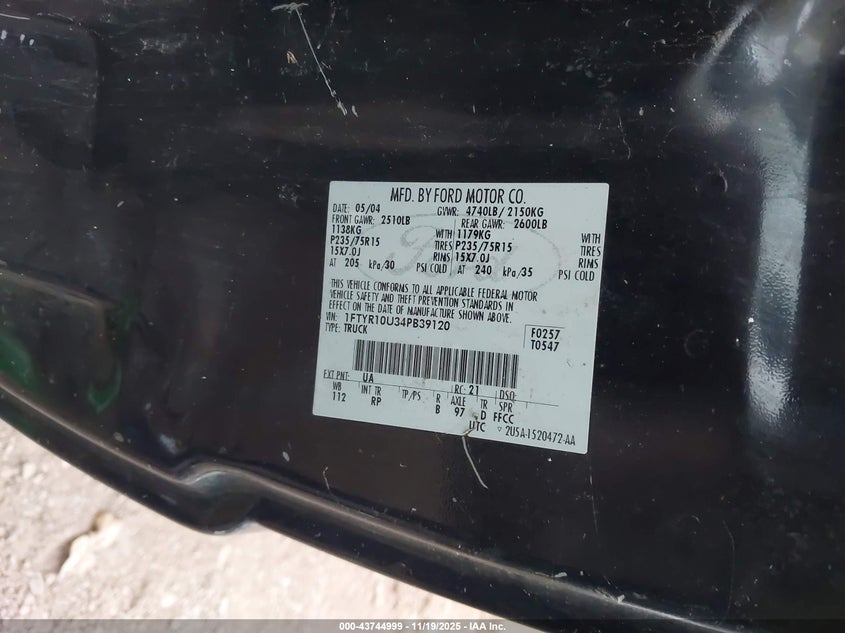 MFD. BY FORD MOTOR CO.
DATE: 05/04 GVWR: 4740LB/ 2150KG
FRONT GAWR: 2510LB REAR GAWR: 2600LB
1138KG WITH 1179KG WITH
P235/75R15 TIRES P235/75R15 TIRES
15X7.0J RIMS 15X7.0J RIMS
AT 205 kPa/30 PSI COLD AT 240 kPa/35 PSI COLD
THIS VEHICLE CONFORMS TO ALL APPLICABLE FEDERAL MOTOR
VEHICLE SAFETY AND THEFT PREVENTION STANDARDS IN
EFFECT ON THE DATE OF MANUFACTURE SHOWN ABOVE.
VIN: 1FTYR10U34PB39120
TYPE: TRUCK
F0257
T0547
EXT PNT: UA RC: 21 DSO:
WB INT TR TP/PS R AXLE TR SPR
112 RP B 97 D FFCC
UTC ▽ 2U5A-1520472-AA
Ford
000-43744999 - 11/19/2025 - IAA Inc.